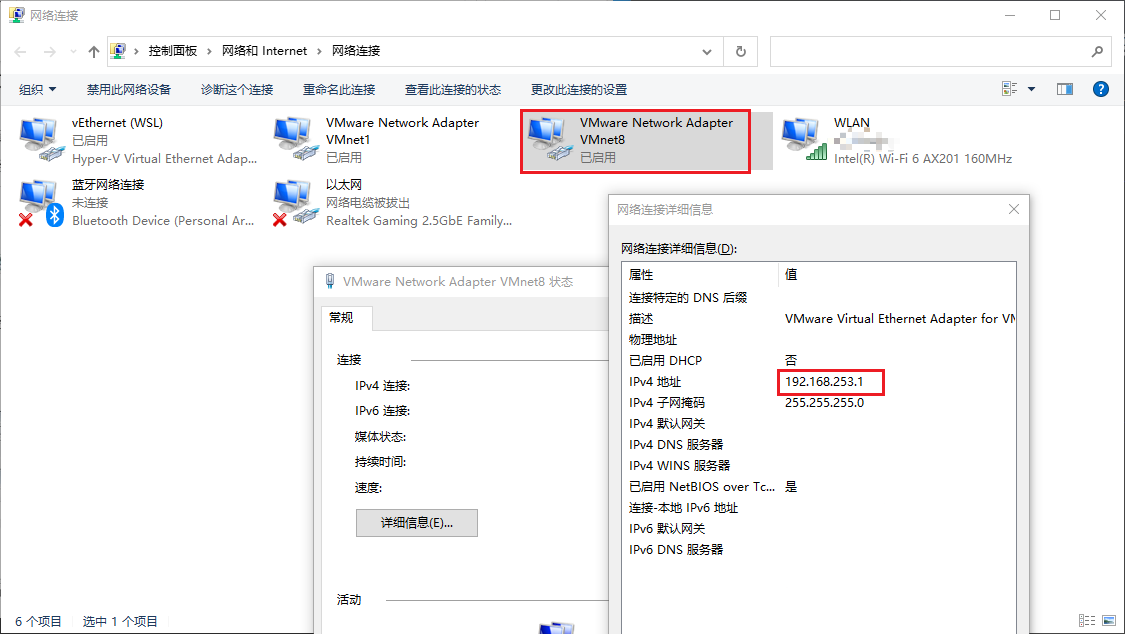 网络连接
控制面板 › 网络和 Internet › 网络连接
组织 禁用此网络设备 诊断这个连接 重命名此连接 查看此连接的状态 更改此连接的设置
vEthernet (WSL)
已启用
Hyper-V Virtual Ethernet Adap...
VMware Network Adapter
VMnet1
已启用
VMware Network Adapter
VMnet8
已启用
WLAN
Intel(R) Wi-Fi 6 AX201 160MHz
蓝牙网络连接
未连接
Bluetooth Device (Personal Ar...
以太网
网络电缆被拔出
Realtek Gaming 2.5GbE Family...
VMware Network Adapter VMnet8 状态
常规
连接
IPv4 连接:
IPv6 连接:
媒体状态:
持续时间:
速度:
详细信息(E)...
活动
网络连接详细信息
网络连接详细信息(D):
属性 值
连接特定的 DNS 后缀
描述 VMware Virtual Ethernet Adapter for VM
物理地址
已启用 DHCP 否
IPv4 地址 192.168.253.1
IPv4 子网掩码 255.255.255.0
IPv4 默认网关
IPv4 DNS 服务器
IPv4 WINS 服务器
已启用 NetBIOS over Tc... 是
连接-本地 IPv6 地址
IPv6 默认网关
IPv6 DNS 服务器
6 个项目 选中 1 个项目